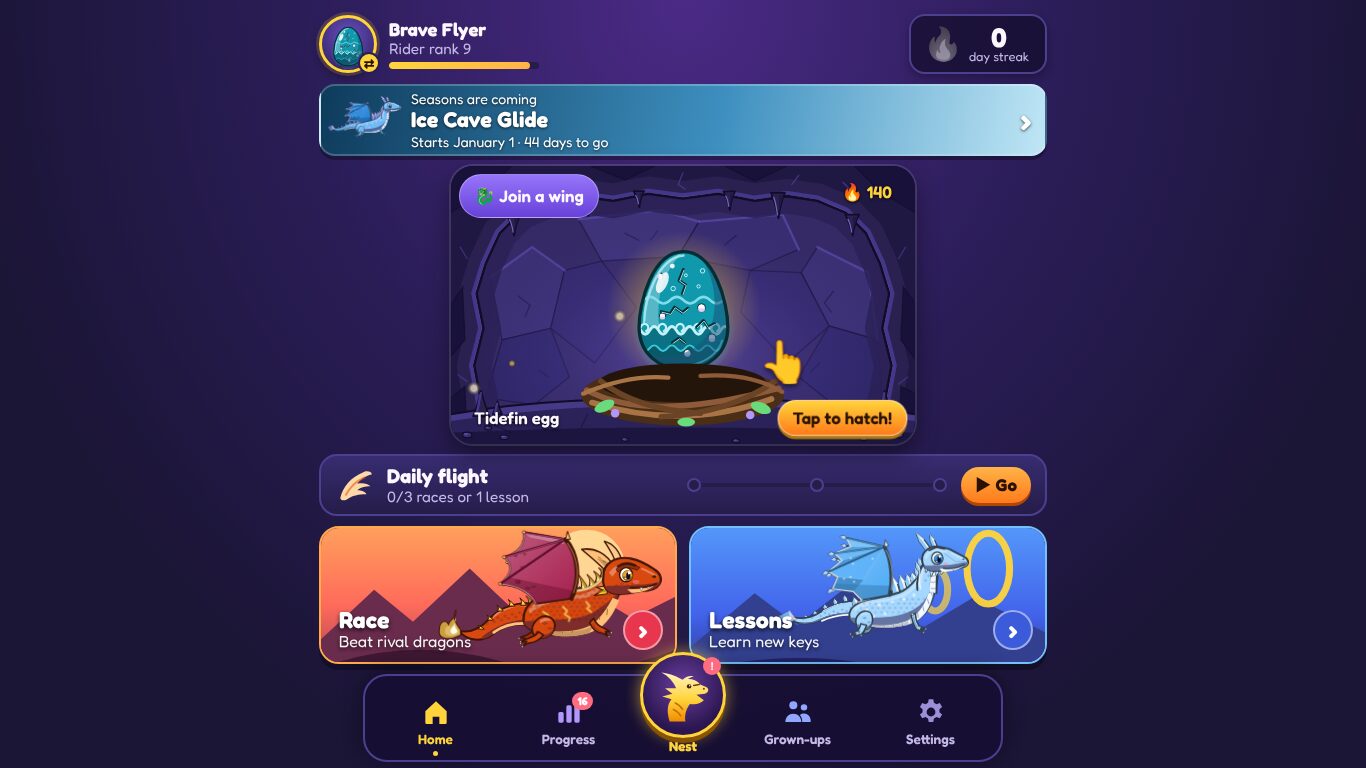 Brave Flyer
Rider rank 9
0
day streak
Seasons are coming
Ice Cave Glide
Starts January 1 · 44 days to go
Join a wing
140
Tidefin egg
Tap to hatch!
Daily flight
0/3 races or 1 lesson
Go
Race
Beat rival dragons
Lessons
Learn new keys
!
16
Home
Progress
Nest
Grown-ups
Settings